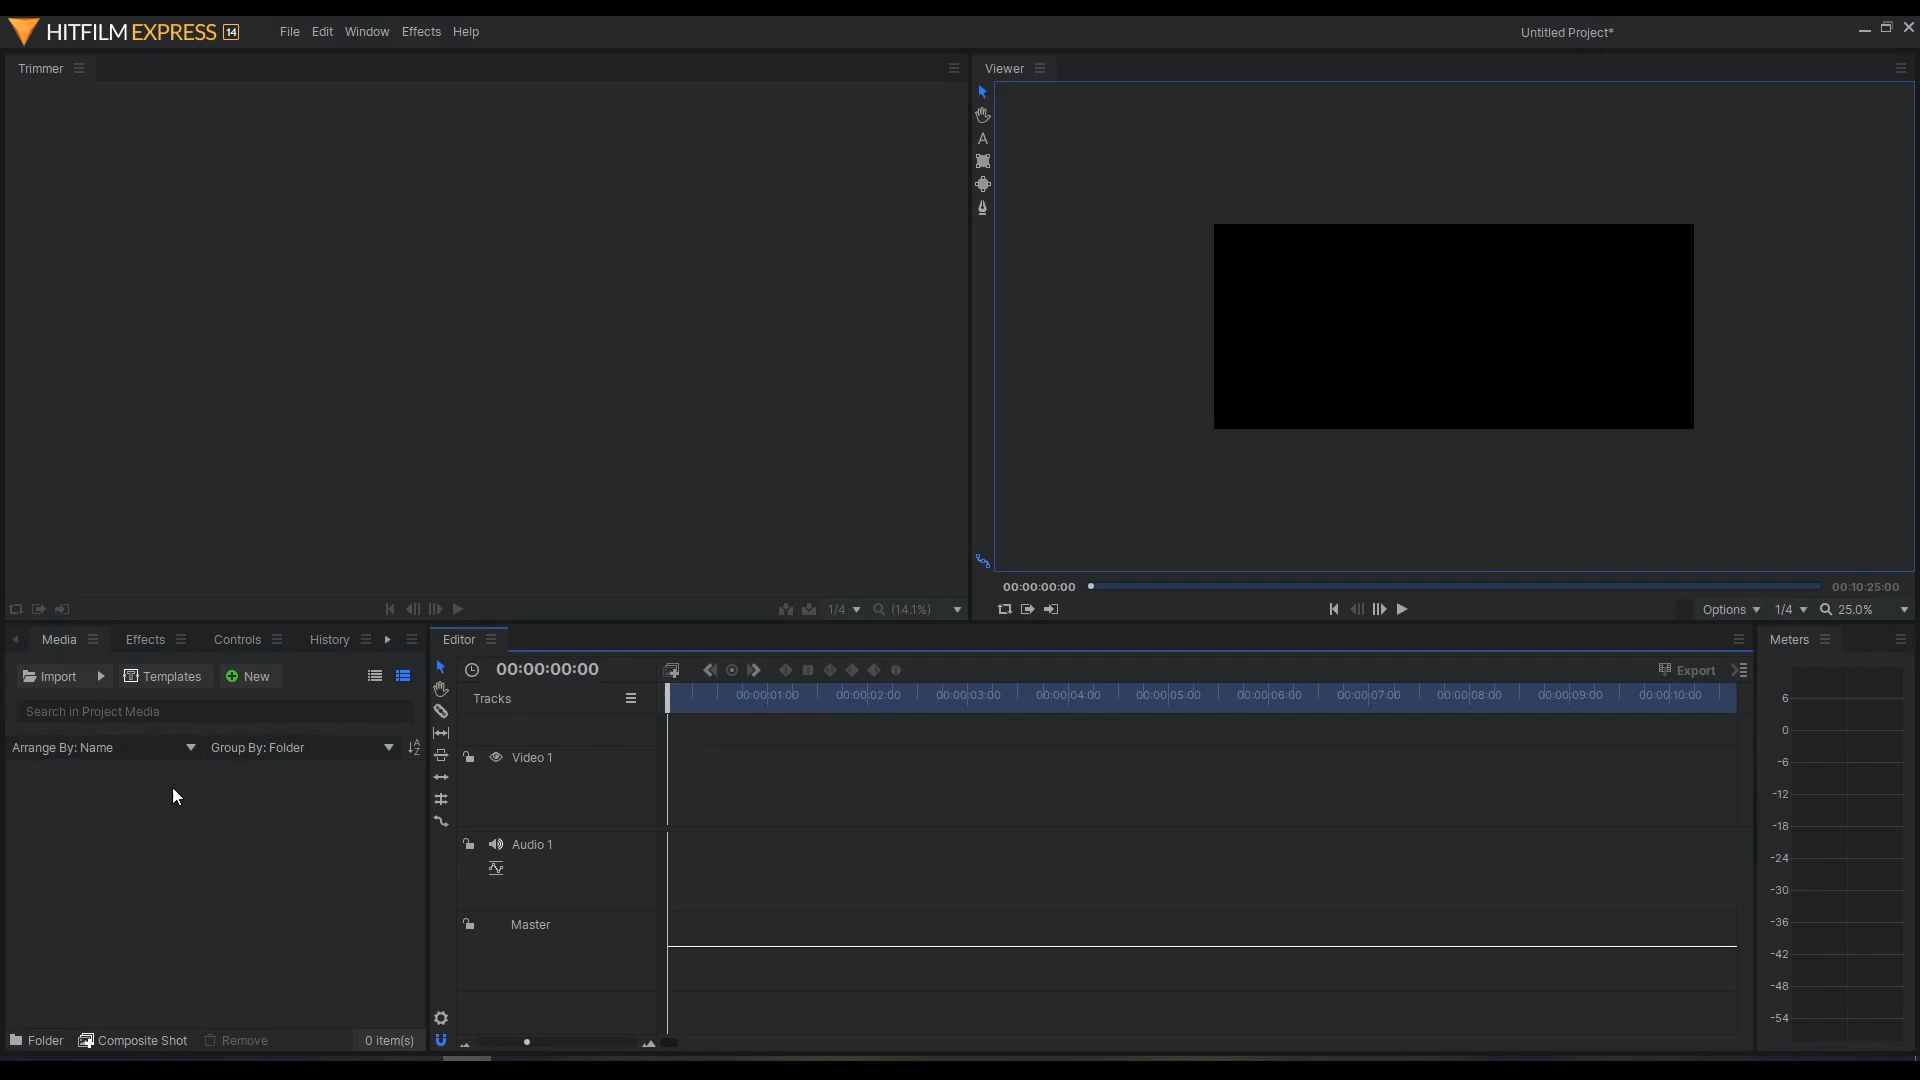 HITFILM EXPRESS 14 File Edit Window Effects Help Untitled Project*
Trimmer
Viewer
A
00:00:00:00 00:10:25:00
1/4 (14.1%)
Options 1/4 25.0%
Media Effects Controls History
Editor
Meters
Import Templates New
00:00:00:00
Export
Search in Project Media
Tracks
00:00:01:00 00:00:02:00 00:00:03:00 00:00:04:00 00:00:05:00 00:00:06:00 00:00:07:00 00:00:08:00 00:00:09:00 00:00:10:00
Arrange By: Name Group By: Folder
Video 1
Audio 1
Master
6
0
-6
-12
-18
-24
-30
-36
-42
-48
-54
Folder Composite Shot Remove 0 item(s)